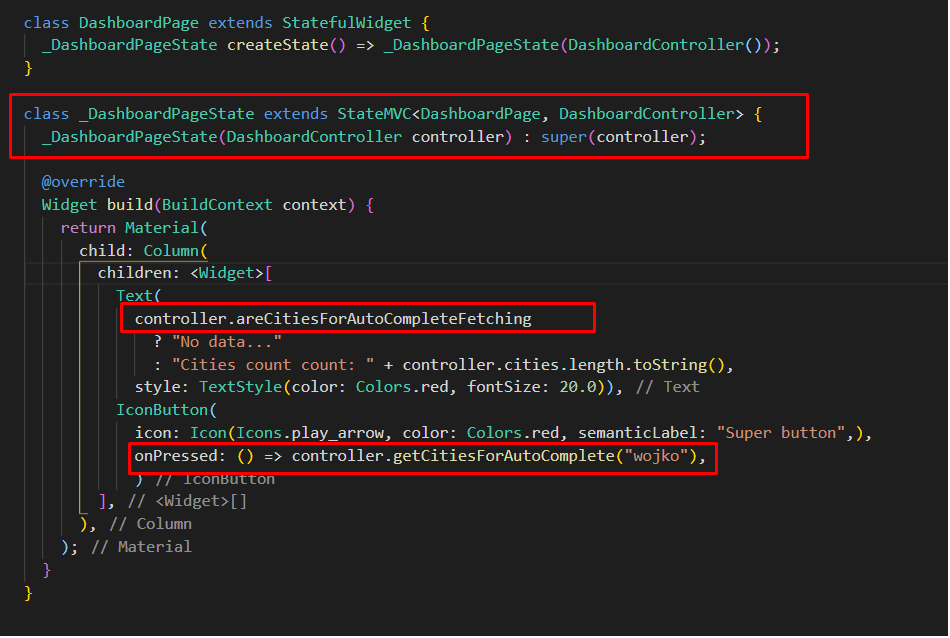 class DashboardPage extends StatefulWidget {
_DashboardPageState createState() => _DashboardPageState(DashboardController());
}
class _DashboardPageState extends StateMVC<DashboardPage, DashboardController> {
_DashboardPageState(DashboardController controller) : super(controller);
@override
Widget build(BuildContext context) {
return Material(
child: Column(
children: <Widget>[
Text(
controller.areCitiesForAutoCompleteFetching
? "No data..."
: "Cities count count: " + controller.cities.length.toString(),
style: TextStyle(color: Colors.red, fontSize: 20.0)), // Text
IconButton(
icon: Icon(Icons.play_arrow, color: Colors.red, semanticLabel: "Super button",),
onPressed: () => controller.getCitiesForAutoComplete("wojko"),
) // IconButton
], // <Widget>[]
), // Column
); // Material
}
}